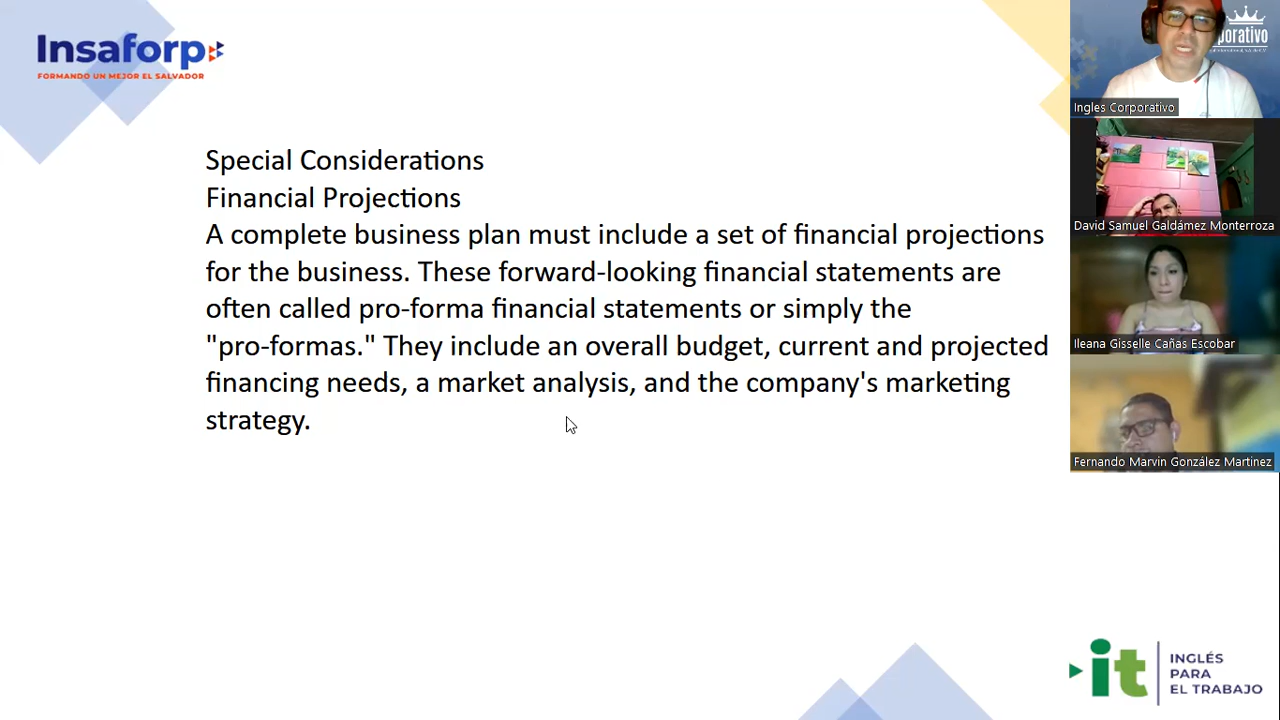 Insaforp
FORMANDO UN MEJOR EL SALVADOR
Special Considerations
Financial Projections
A complete business plan must include a set of financial projections
for the business. These forward-looking financial statements are
often called pro-forma financial statements or simply the
"pro-formas." They include an overall budget, current and projected
financing needs, a market analysis, and the company's marketing
strategy.
porativo
Ingles Corporativo
David Samuel Galdámez Monterroza
Ileana Gisselle Cañas Escobar
Fernando Marvin González Martinez
it
INGLÉS
PARA
EL TRABAJO